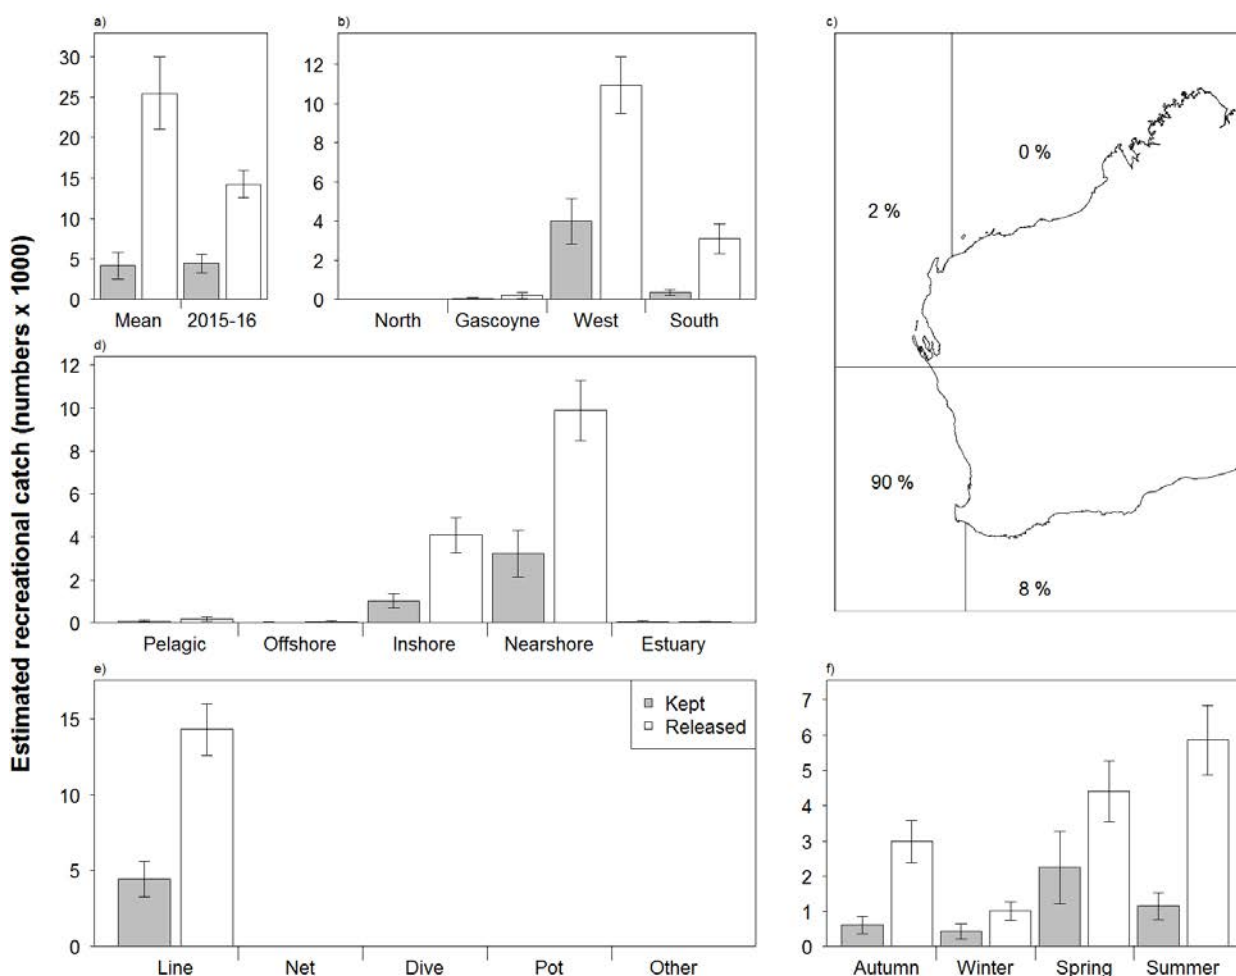 Estimated recreational catch (numbers x 1000)
a)
30
25
20
15
10
5
0
Mean 2015-16
b)
12
10
8
6
4
2
0
North Gascoyne West South
c)
0 %
2 %
90 %
8 %
d)
12
10
8
6
4
2
0
Pelagic Offshore Inshore Nearshore Estuary
e)
15
10
5
0
Kept
Released
Line Net Dive Pot Other
f)
7
6
5
4
3
2
1
0
Autumn Winter Spring Summer